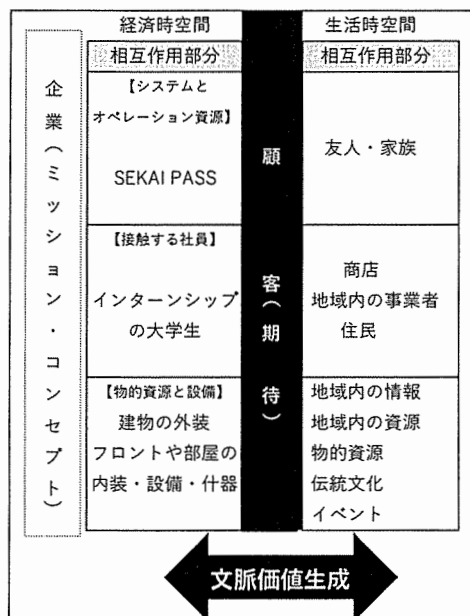 経済時空間
生活時空間
相互作用部分
相互作用部分
企業（ミッション・コンセプト）
【システムと
オペレーション資源】
SEKAI PASS
顧客（期待）
友人・家族
【接触する社員】
インターンシップ
の大学生
商店
地域内の事業者
住民
【物的資源と設備】
建物の外装
フロントや部屋の
内装・設備・什器
地域内の情報
地域内の資源
物的資源
伝統文化
イベント
文脈価値生成